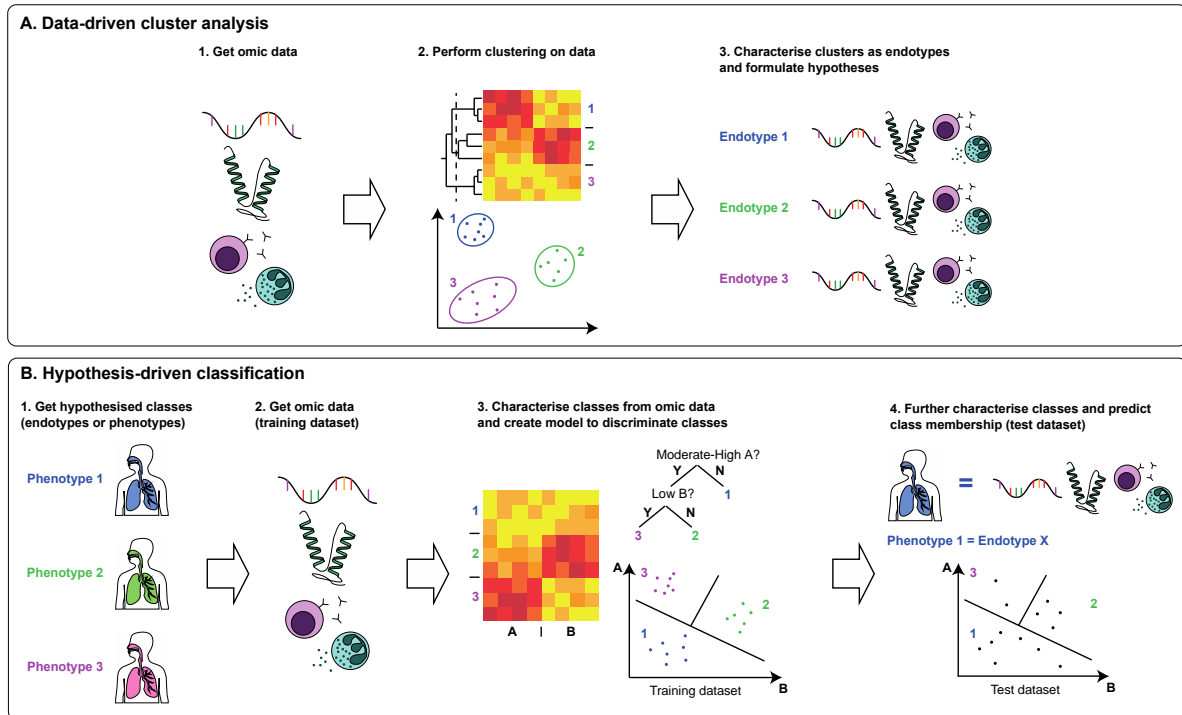 A. Data-driven cluster analysis
1. Get omic data
2. Perform clustering on data
3. Characterise clusters as endotypes
and formulate hypotheses
1
2
3
1
2
3
Endotype 1
Endotype 2
Endotype 3
B. Hypothesis-driven classification
1. Get hypothesised classes
(endotypes or phenotypes)
2. Get omic data
(training dataset)
3. Characterise classes from omic data
and create model to discriminate classes
4. Further characterise classes and predict
class membership (test dataset)
Phenotype 1
Phenotype 2
Phenotype 3
1
2
3
A | B
Moderate-High A?
Y N
Low B? 1
Y N
3 2
A
3
2
1
B
Training dataset
=
Phenotype 1 = Endotype X
A
3
2
1
B
Test dataset